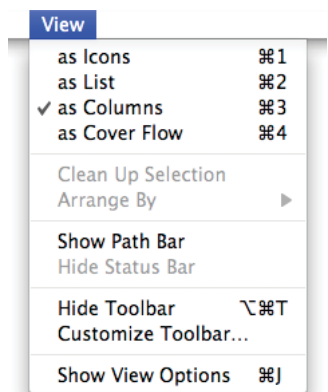 View
as Icons ⌘1
as List ⌘2
✓ as Columns ⌘3
as Cover Flow ⌘4
Clean Up Selection
Arrange By ▶
Show Path Bar
Hide Status Bar
Hide Toolbar ⌥⌘T
Customize Toolbar...
Show View Options ⌘J